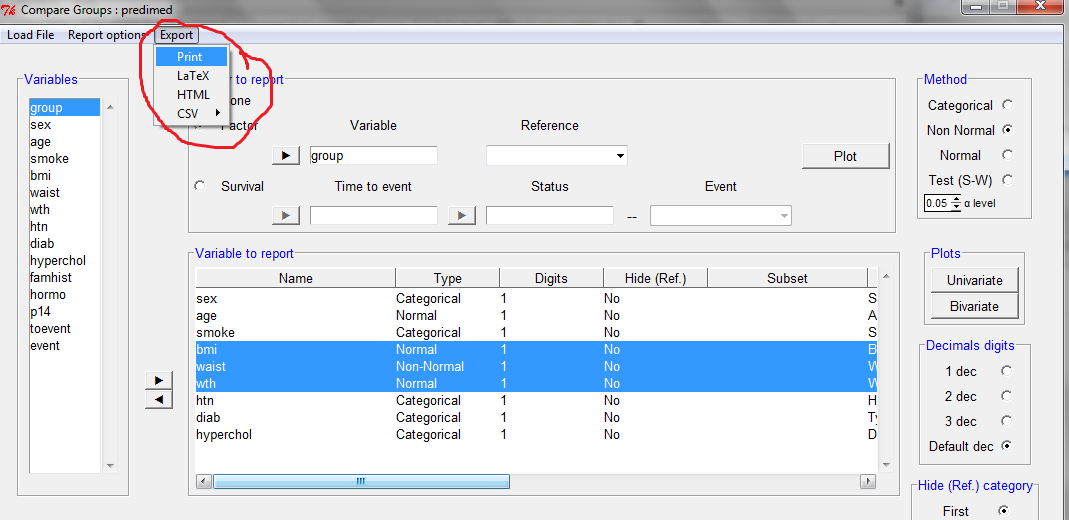 Compare Groups : predimed
Load File Report options Export
Print
LaTeX
HTML
CSV
Variables
group
sex
age
smoke
bmi
waist
wth
htn
diab
hyperchol
famhist
hormo
p14
toevent
event
to report
one
Factor Variable Reference
group
Plot
Survival Time to event Status Event
--
Method
Categorical
Non Normal
Normal
Test (S-W)
0.05 α level
Variable to report
Name Type Digits Hide (Ref.) Subset
sex Categorical 1 No S
age Normal 1 No A
smoke Categorical 1 No S
bmi Normal 1 No B
waist Non-Normal 1 No W
wth Normal 1 No W
htn Categorical 1 No H
diab Categorical 1 No Ty
hyperchol Categorical 1 No D
Plots
Univariate
Bivariate
Decimals digits
1 dec
2 dec
3 dec
Default dec
Hide (Ref.) category
First